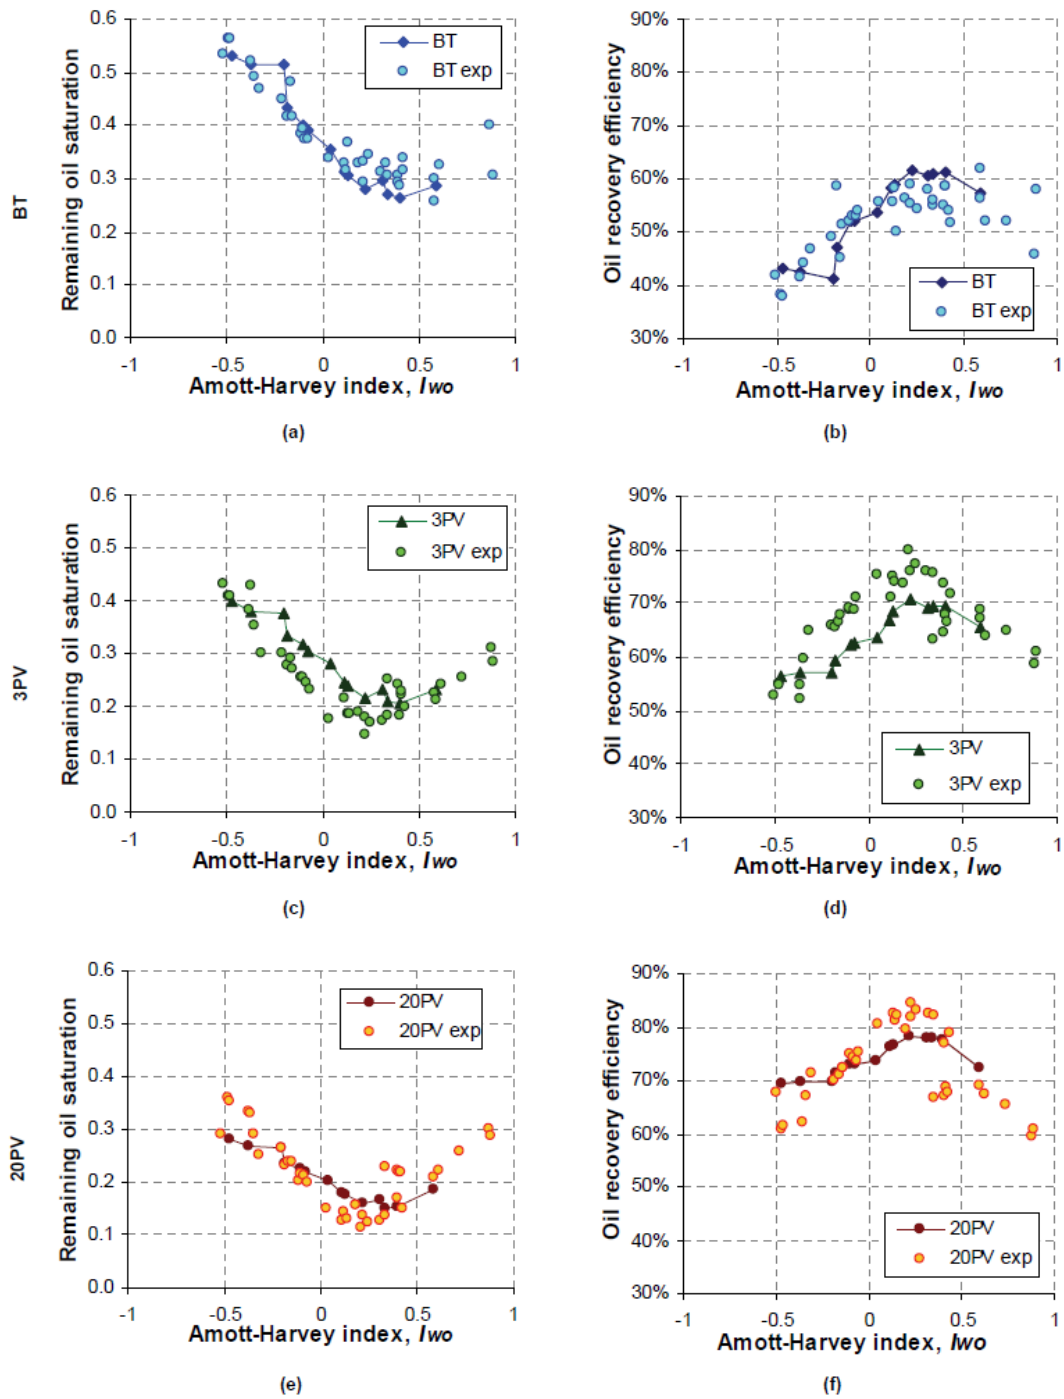 BT
Remaining oil saturation
0.6
0.5
0.4
0.3
0.2
0.1
0.0
-1
-0.5
0
0.5
1
Amott-Harvey index, Iwo
BT
BT exp
(a)
Oil recovery efficiency
90%
80%
70%
60%
50%
40%
30%
-1
-0.5
0
0.5
1
Amott-Harvey index, Iwo
BT
BT exp
(b)
3PV
Remaining oil saturation
0.6
0.5
0.4
0.3
0.2
0.1
0.0
-1
-0.5
0
0.5
1
Amott-Harvey index, Iwo
3PV
3PV exp
(c)
Oil recovery efficiency
90%
80%
70%
60%
50%
40%
30%
-1
-0.5
0
0.5
1
Amott-Harvey index, Iwo
3PV
3PV exp
(d)
20PV
Remaining oil saturation
0.6
0.5
0.4
0.3
0.2
0.1
0.0
-1
-0.5
0
0.5
1
Amott-Harvey index, Iwo
20PV
20PV exp
(e)
Oil recovery efficiency
90%
80%
70%
60%
50%
40%
30%
-1
-0.5
0
0.5
1
Amott-Harvey index, Iwo
20PV
20PV exp
(f)